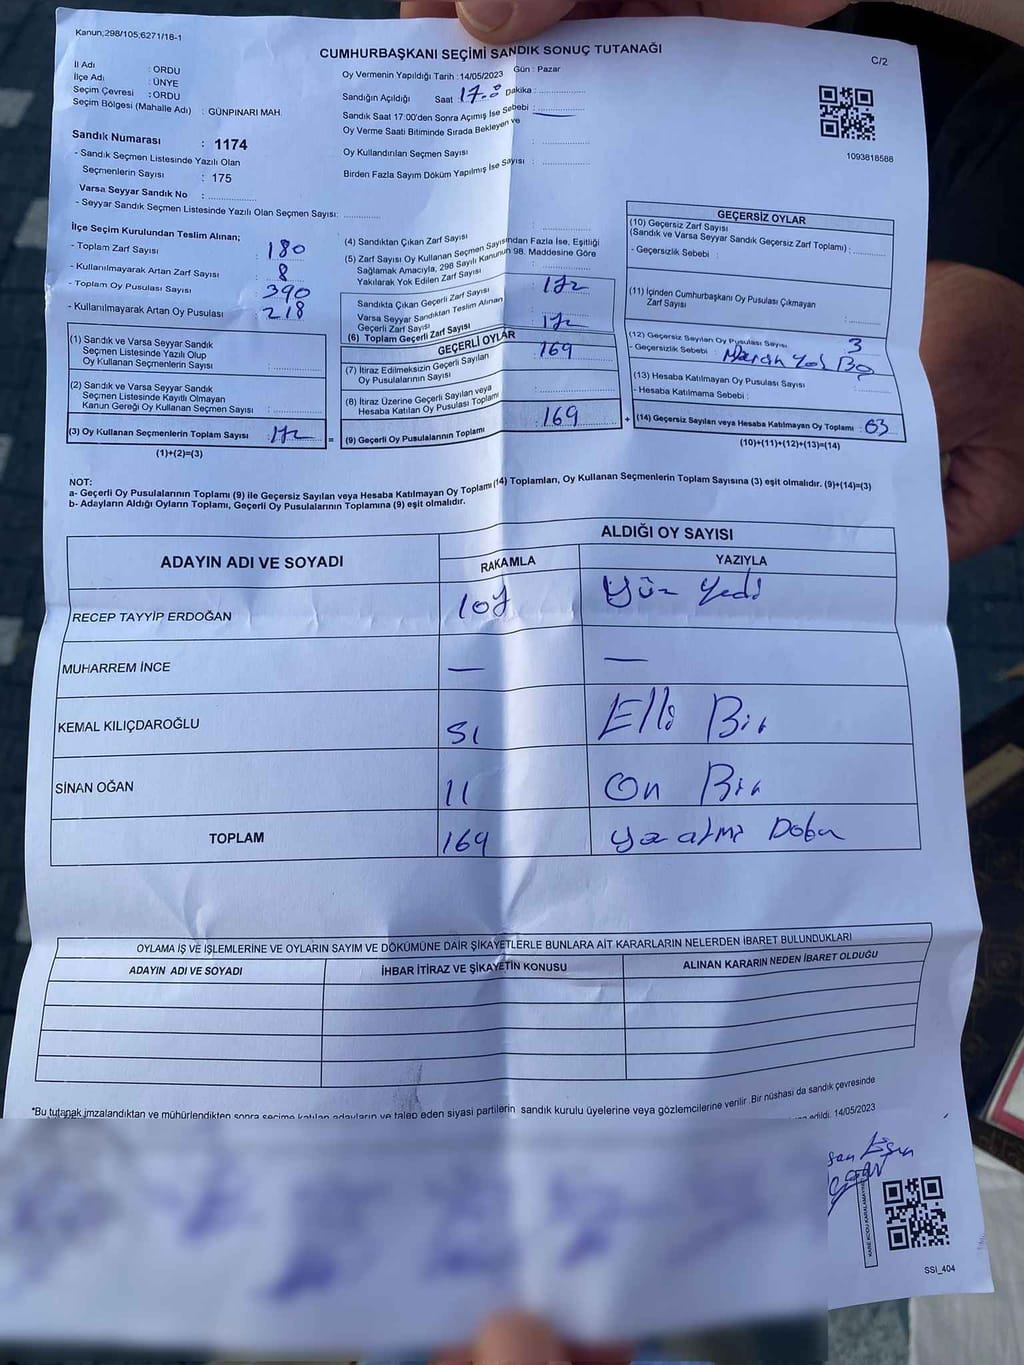 Kanun,298/105,6271/18-1
CUMHURBAŞKANI SEÇİMİ SANDIK SONUÇ TUTANAĞI
C/2
İl Adı : ORDU
İlçe Adı : ÜNYE
Seçim Çevresi : ORDU
Seçim Bölgesi (Mahalle Adı) : GÜNPINARI MAH.
Sandık Numarası : 1174
- Sandık Seçmen Listesinde Yazılı Olan
Seçmenlerin Sayısı : 175
Varsa Seyyar Sandık No :
- Seyyar Sandık Seçmen Listesinde Yazılı Olan Seçmen Sayısı:
Oy Vermenin Yapıldığı Tarih : 14/05/2023 Gün : Pazar
Sandığın Açıldığı Saat : 17.8 Dakika :
Sandık Saat 17:00'den Sonra Açımış İse Sebebi :
Oy Verme Saati Bitiminde Sırada Bekleyen ve
Oy Kullandırılan Seçmen Sayısı :
Birden Fazla Sayım Döküm Yapılmış İse Sayısı :
1093818588
İlçe Seçim Kurulundan Teslim Alınan;
- Toplam Zarf Sayısı : 180
- Kullanılmayarak Artan Zarf Sayısı : 8
- Toplam Oy Pusulası Sayısı : 390
- Kullanılmayarak Artan Oy Pusulası : 218
(1) Sandık ve Varsa Seyyar Sandık
Seçmen Listesinde Yazılı Olup
Oy Kullanan Seçmenlerin Sayısı :
(2) Sandık ve Varsa Seyyar Sandık
Seçmen Listesinde Kayıtlı Olmayan
Kanun Gereği Oy Kullanan Seçmen Sayısı :
(3) Oy Kullanan Seçmenlerin Toplam Sayısı : 172
(1)+(2)=(3)
(4) Sandıktan Çıkan Zarf Sayısı :
(5) Zarf Sayısı Oy Kullanan Seçmen Sayısından Fazla İse, Eşitliği
Sağlamak Amacıyla, 298 Sayılı Kanunun 98. Maddesine Göre
Yakılarak Yok Edilen Zarf Sayısı :
Sandıkta Çıkan Geçerli Zarf Sayısı : 172
Varsa Seyyar Sandıktan Teslim Alınan
Geçerli Zarf Sayısı
(6) Toplam Geçerli Zarf Sayısı : 172
GEÇERLİ OYLAR
(7) İtiraz Edilmeksizin Geçerli Sayılan
Oy Pusulalarının Sayısı : 169
(8) İtiraz Üzerine Geçerli Sayılan veya
Hesaba Katılan Oy Pusulası Toplamı :
= (9) Geçerli Oy Pusulalarının Toplamı : 169 +
GEÇERSİZ OYLAR
(10) Geçersiz Zarf Sayısı
(Sandık ve Varsa Seyyar Sandık Geçersiz Zarf Toplamı) :
- Geçersizlik Sebebi :
(11) İçinden Cumhurbaşkanı Oy Pusulası Çıkmayan
Zarf Sayısı :
(12) Geçersiz Sayılan Oy Pusulası Sayısı : 3
- Geçersizlik Sebebi :
(13) Hesaba Katılmayan Oy Pusulası Sayısı :
- Hesaba Katılmama Sebebi :
(14) Geçersiz Sayılan veya Hesaba Katılmayan Oy Toplamı : 03
(10)+(11)+(12)+(13)=(14)
NOT:
a- Geçerli Oy Pusulalarının Toplamı (9) ile Geçersiz Sayılan veya Hesaba Katılmayan Oy Toplamı (14) Toplamları, Oy Kullanan Seçmenlerin Toplam Sayısına (3) eşit olmalıdır. (9)+(14)=(3)
b- Adayların Aldığı Oyların Toplamı, Geçerli Oy Pusulalarının Toplamına (9) eşit olmalıdır.
ADAYIN ADI VE SOYADI
ALDIĞI OY SAYISI
RAKAMLA YAZIYLA
RECEP TAYYİP ERDOĞAN 107 Yüz Yedi
MUHARREM İNCE — —
KEMAL KILIÇDAROĞLU 51 Elli Bir
SİNAN OĞAN 11 On Bir
TOPLAM 169
OYLAMA İŞ VE İŞLEMLERİNE VE OYLARIN SAYIM VE DÖKÜMÜNE DAİR ŞİKAYETLERLE BUNLARA AİT KARARLARIN NELERDEN İBARET BULUNDUKLARI
ADAYIN ADI VE SOYADI İHBAR İTİRAZ VE ŞİKAYETİN KONUSU ALINAN KARARIN NEDEN İBARET OLDUĞU
*Bu tutanak imzalandıktan ve mühürlendikten sonra seçime katılan adayların ve talep eden siyasi partilerin sandık kurulu üyelerine veya gözlemcilerine verilir. Bir nüshası da sandık çevresinde
edildi. 14/05/2023
KARE KODU KARALAMAYINIZ
SSI_404